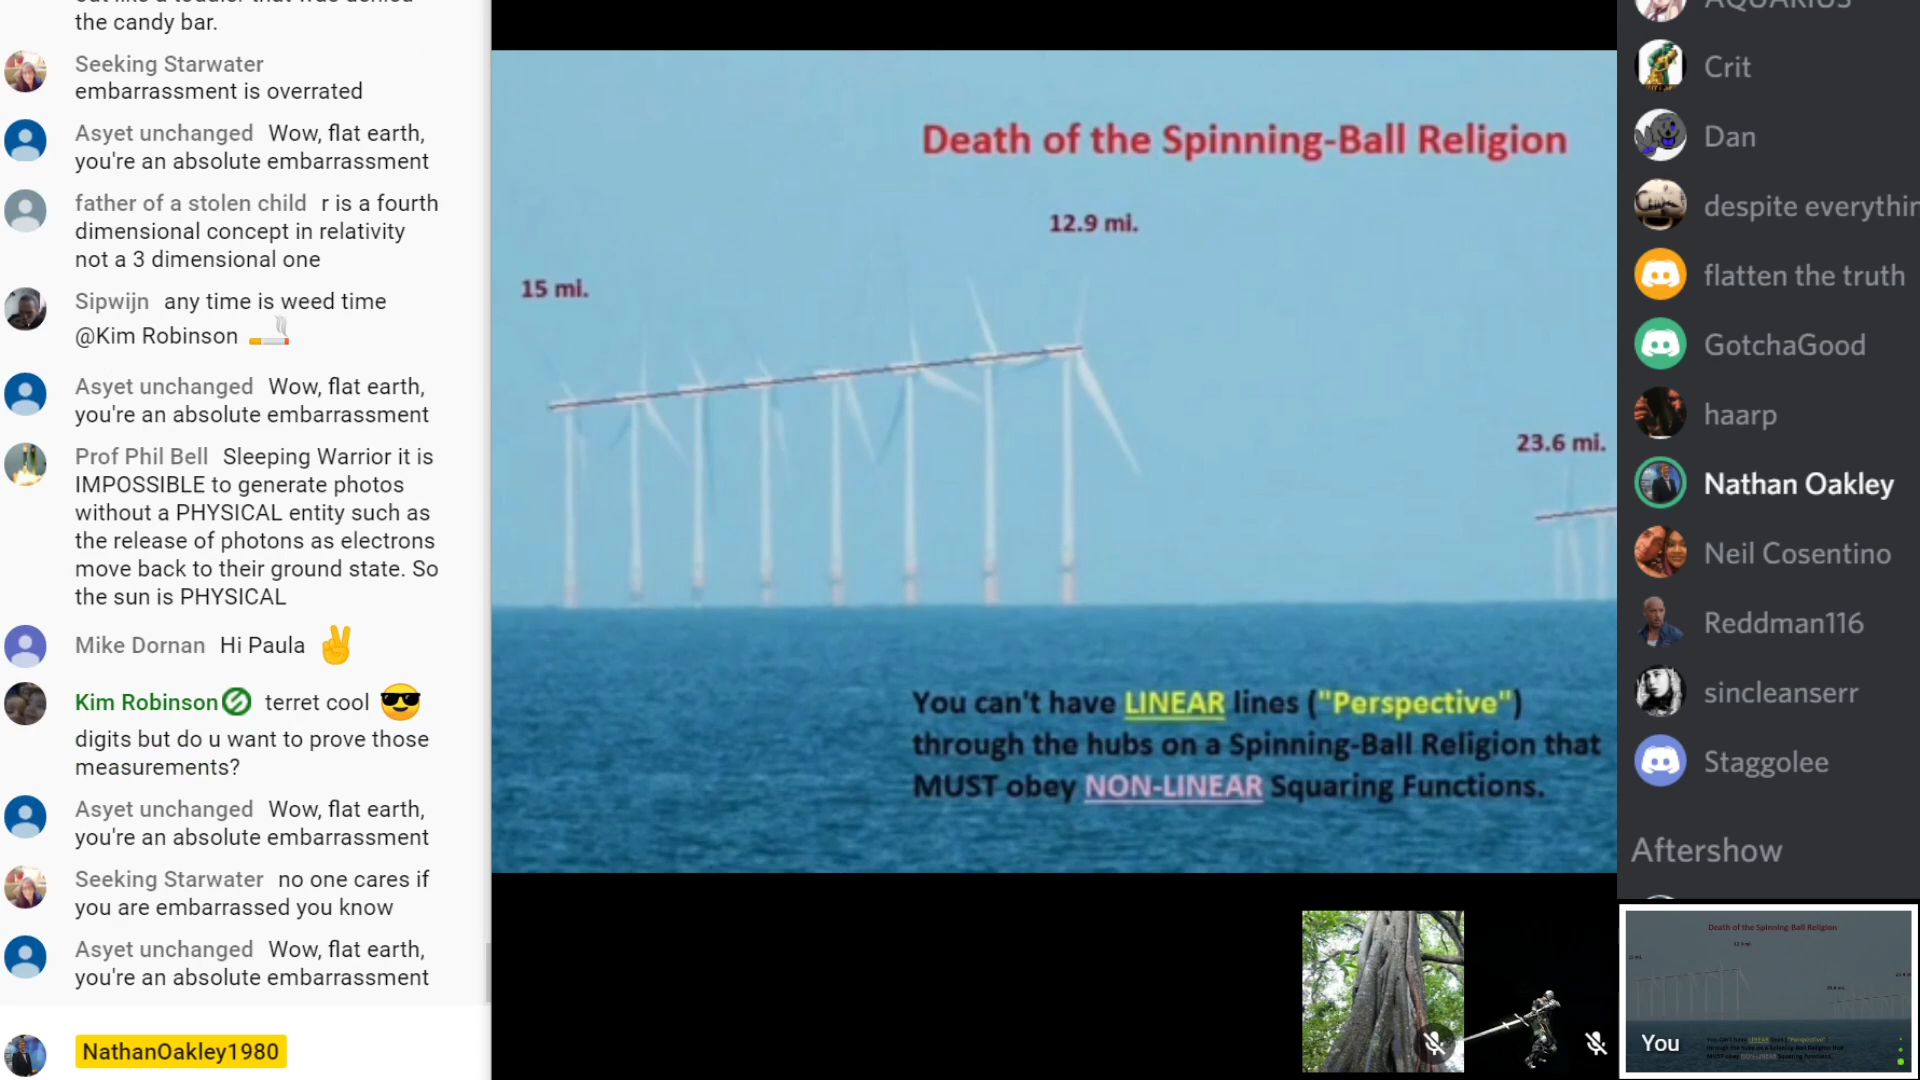 the candy bar.
Seeking Starwater
embarrassment is overrated
Asyet unchanged Wow, flat earth,
you're an absolute embarrassment
father of a stolen child r is a fourth
dimensional concept in relativity
not a 3 dimensional one
Sipwijn any time is weed time
@Kim Robinson
Asyet unchanged Wow, flat earth,
you're an absolute embarrassment
Prof Phil Bell Sleeping Warrior it is
IMPOSSIBLE to generate photos
without a PHYSICAL entity such as
the release of photons as electrons
move back to their ground state. So
the sun is PHYSICAL
Mike Dornan Hi Paula
Kim Robinson terret cool
digits but do u want to prove those
measurements?
Asyet unchanged Wow, flat earth,
you're an absolute embarrassment
Seeking Starwater no one cares if
you are embarrassed you know
Asyet unchanged Wow, flat earth,
you're an absolute embarrassment
NathanOakley1980
Death of the Spinning-Ball Religion
12.9 mi.
15 mi.
23.6 mi.
You can't have LINEAR lines ("Perspective")
through the hubs on a Spinning-Ball Religion that
MUST obey NON-LINEAR Squaring Functions.
AQUARIUS
Crit
Dan
despite everythin
flatten the truth
GotchaGood
haarp
Nathan Oakley
Neil Cosentino
Reddman116
sincleanserr
Staggolee
Aftershow
Death of the Spinning-Ball Religion
You